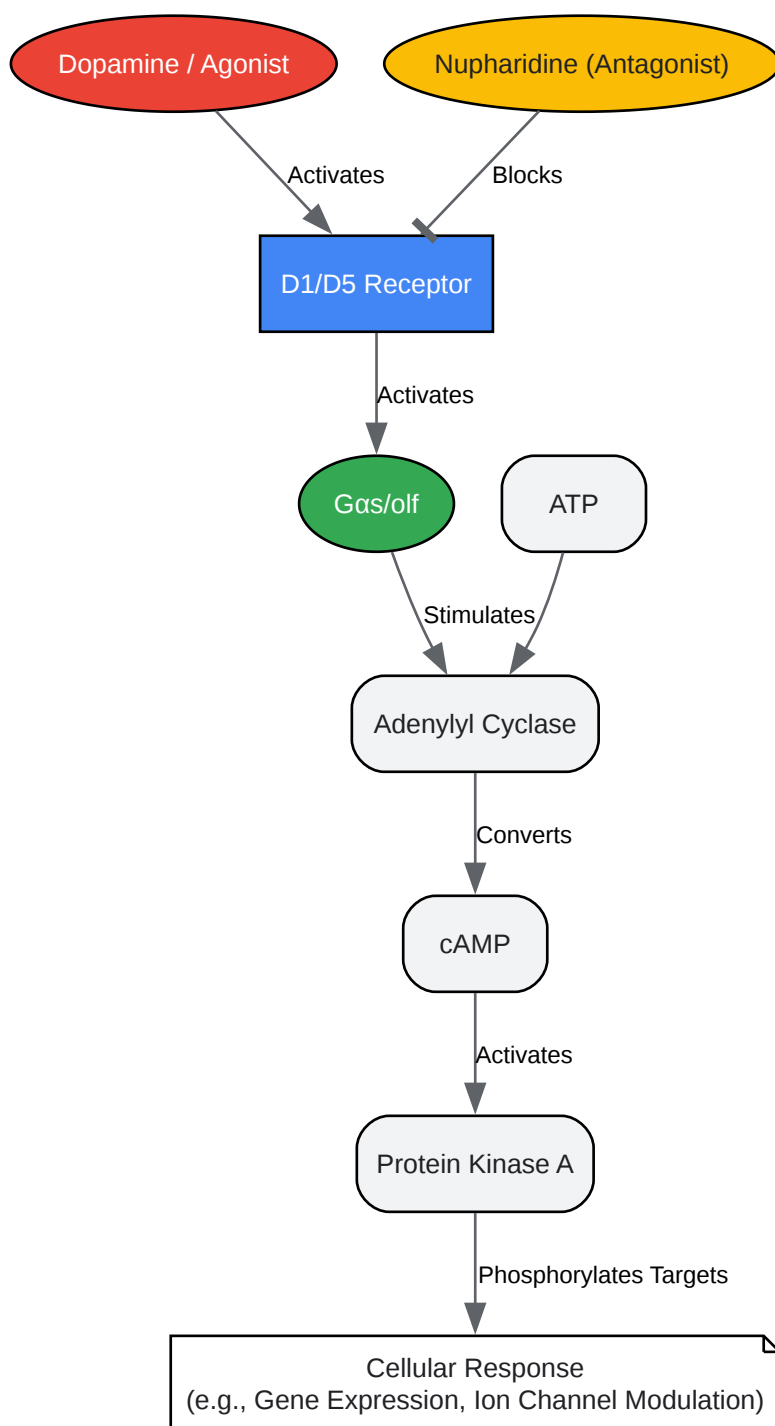 Dopamine / Agonist
Nupharidine (Antagonist)
Activates
Blocks
D1/D5 Receptor
Activates
Gαs/olf
ATP
Stimulates
Adenylyl Cyclase
Converts
cAMP
Activates
Protein Kinase A
Phosphorylates Targets
Cellular Response
(e.g., Gene Expression, Ion Channel Modulation)